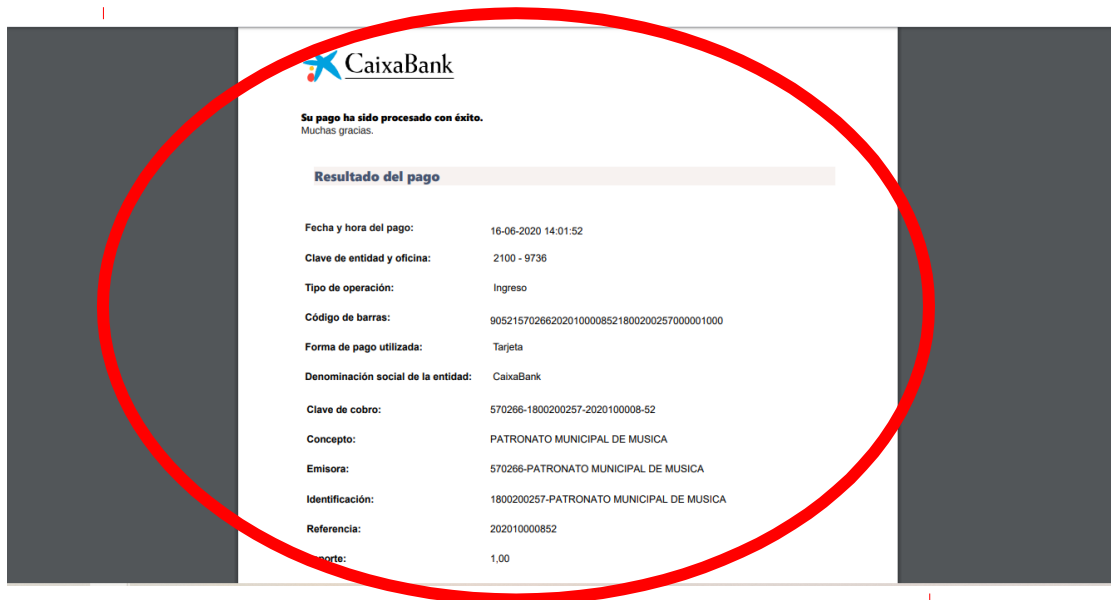 CaixaBank
Su pago ha sido procesado con éxito.
Muchas gracias.
Resultado del pago
Fecha y hora del pago: 16-06-2020 14:01:52
Clave de entidad y oficina: 2100 - 9736
Tipo de operación: Ingreso
Código de barras: 905215702662020100008521800200257000001000
Forma de pago utilizada: Tarjeta
Denominación social de la entidad: CaixaBank
Clave de cobro: 570266-1800200257-2020100008-52
Concepto: PATRONATO MUNICIPAL DE MUSICA
Emisora: 570266-PATRONATO MUNICIPAL DE MUSICA
Identificación: 1800200257-PATRONATO MUNICIPAL DE MUSICA
Referencia: 202010000852
1,00